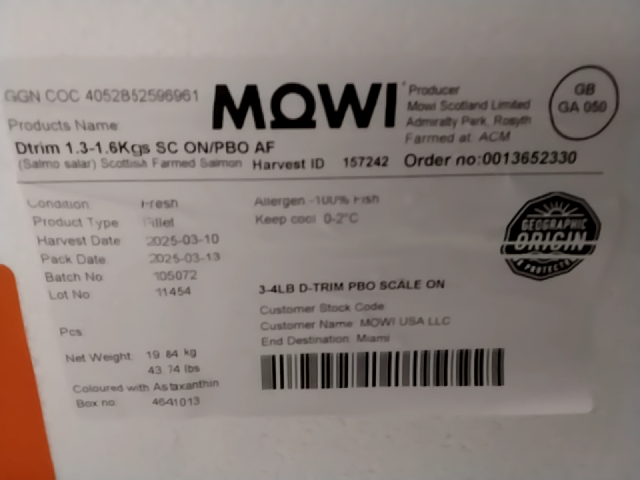 GGN COC 4052852596961
MOWI
Producer
Mowi Scotland Limited
Admiralty Park, Rosyth
Farmed at: ACM
GB
GA 050
Products Name:
Dtrim 1.3-1.6Kgs SC ON/PBO AF
(Salmo salar) Scottish Farmed Salmon Harvest ID 157242 Order no:0013652330
Condition Fresh
Product Type Fillet
Harvest Date: 2025-03-10
Pack Date: 2025-03-13
Batch No: 105072
Lot No: 11454
Allergen -100% Fish
Keep cool 0-2°C
GEOGRAPHIC
ORIGIN
PROTECTED
3-4LB D-TRIM PBO SCALE ON
Customer Stock Code:
Customer Name: MOWI USA LLC
End Destination: Miami
Pcs
Net Weight: 19.84 kg
43.74 lbs
Coloured with Astaxanthin
Box no: 4641013